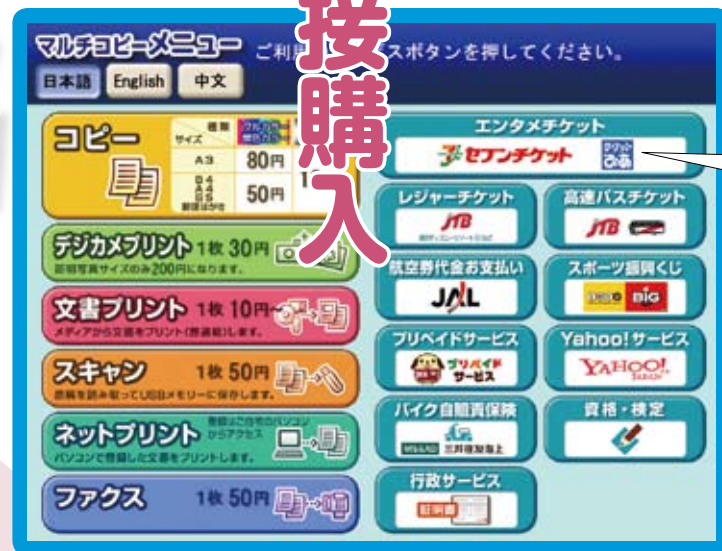 接購入
マルチコピーメニュー
ボタンを押してください。
日本語 English 中文
コピー
サイズ 種類
A3 80円
B4
A4
B5 50円
デジカメプリント 1枚 30円
証明写真サイズのみ200円になります。
文書プリント 1枚 10円~
スキャン 1枚 50円
原稿を読み取ってUSBメモリーに保存します。
ネットプリント
パソコンで登録した文書をプリントします。
ファクス 1枚 50円
エンタメチケット
セブンチケット チケットぴあ
レジャーチケット
JTB
高速バスチケット
JTB
航空券代金お支払い
JAL
スポーツ振興くじ
BIG
プリペイドサービス
プリペイドサービス
Yahoo!サービス
YAHOO! JAPAN
バイク自賠責保険
三井住友海上
資格・検定
行政サービス
証明書